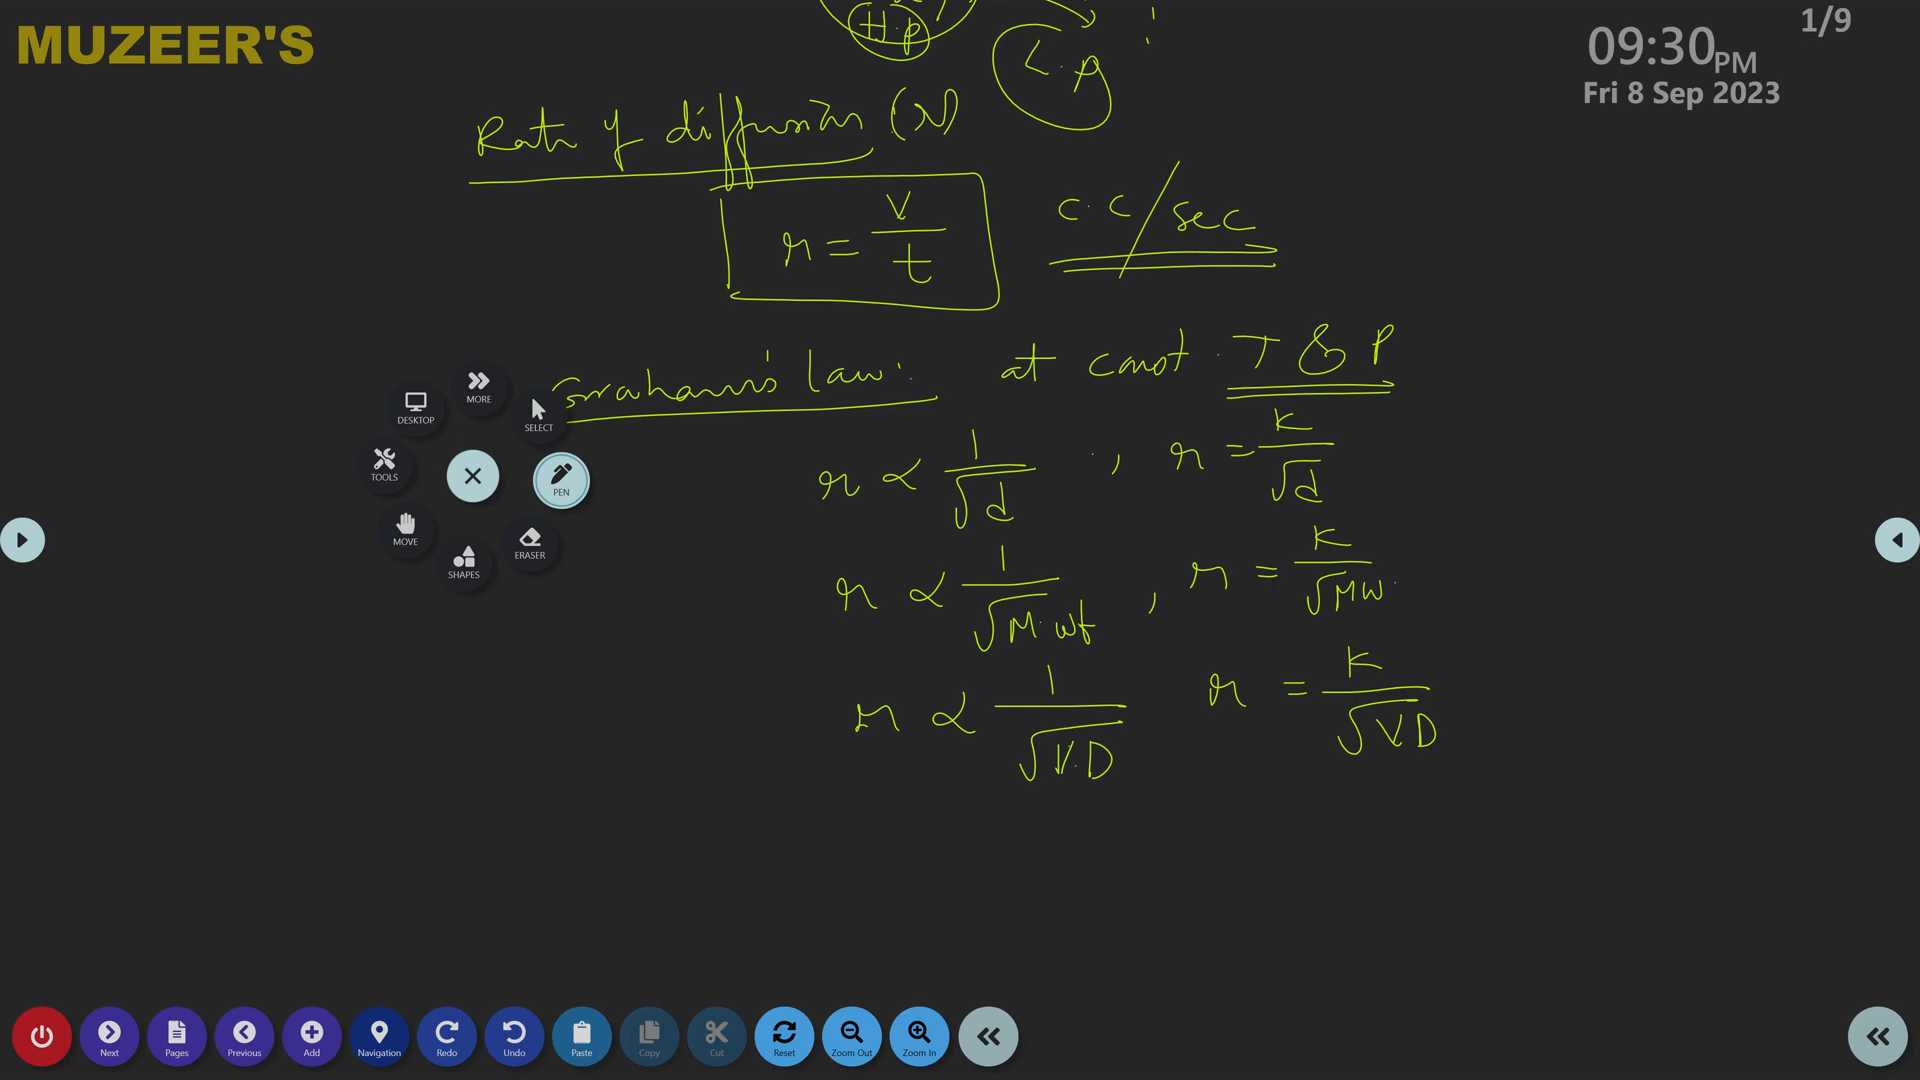 MUZEER'S
1/9
09:30PM
Fri 8 Sep 2023
H.p
L.p
Rate of diffusion (r)
r = V/t
c.c/sec
Graham's law: at const. T & P
r ∝ 1/√d , r = K/√d
r ∝ 1/√M.wt , r = K/√MW.
r ∝ 1/√V.D r = K/√VD
MORE
DESKTOP
SELECT
TOOLS
PEN
MOVE
ERASER
SHAPES
Next
Pages
Previous
Add
Navigation
Redo
Undo
Paste
Copy
Cut
Reset
Zoom Out
Zoom In